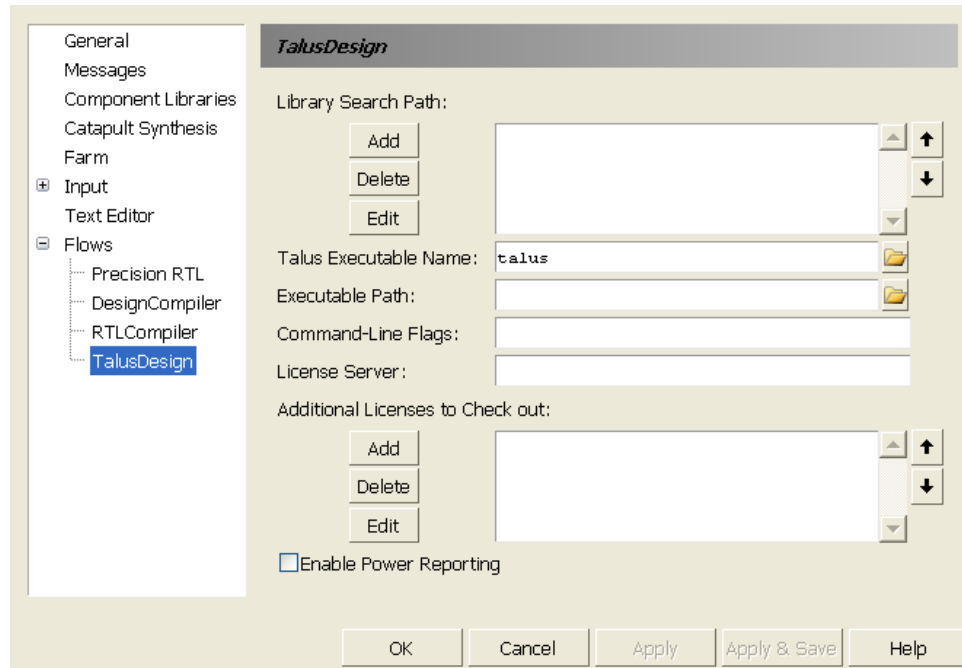 General
Messages
Component Libraries
Catapult Synthesis
Farm
Input
Text Editor
Flows
Precision RTL
DesignCompiler
RTLCompiler
TalusDesign
TalusDesign
Library Search Path:
Add
Delete
Edit
Talus Executable Name: talus
Executable Path:
Command-Line Flags:
License Server:
Additional Licenses to Check out:
Add
Delete
Edit
Enable Power Reporting
OK Cancel Apply Apply & Save Help